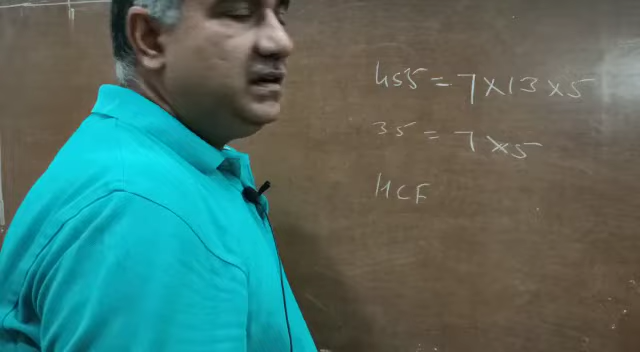 455 = 7 × 13 × 5
35 = 7 × 5
HCF